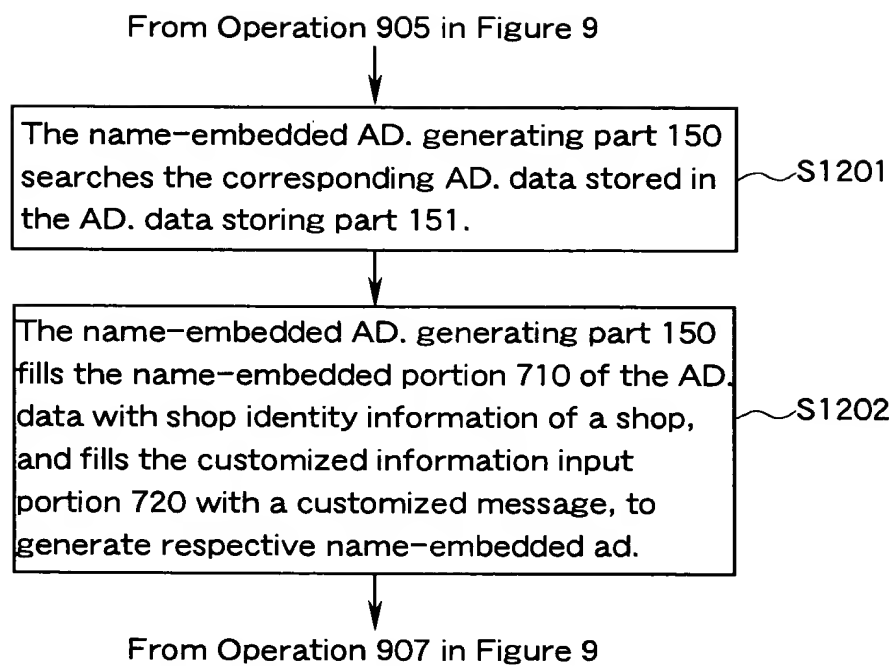 From Operation 905 in Figure 9
The name-embedded AD. generating part 150
searches the corresponding AD. data stored in
the AD. data storing part 151.
S1201
The name-embedded AD. generating part 150
fills the name-embedded portion 710 of the AD.
data with shop identity information of a shop,
and fills the customized information input
portion 720 with a customized message, to
generate respective name-embedded ad.
S1202
From Operation 907 in Figure 9